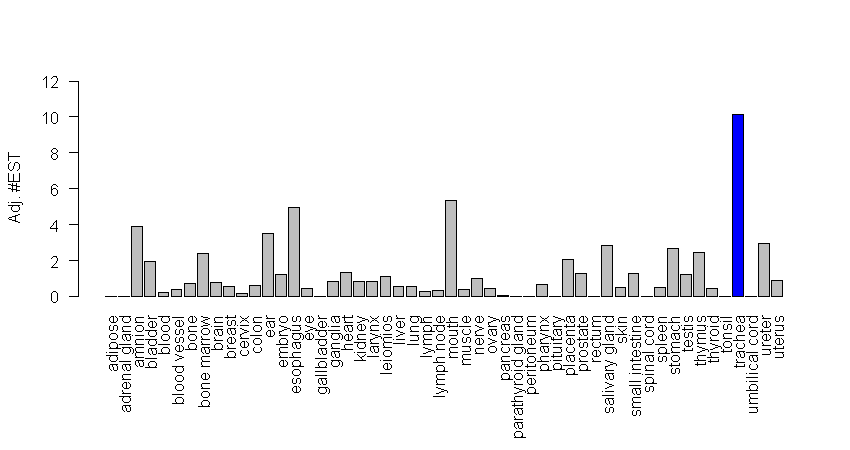 12
10
8
6
4
2
0
Adj. #EST
adipose
adrenal gland
amnion
bladder
blood
blood vessel
bone
bone marrow
brain
breast
cervix
colon
ear
embryo
esophagus
eye
gallbladder
ganglia
heart
kidney
larynx
leiomios
liver
lung
lymph
lymph node
mouth
muscle
nerve
ovary
pancreas
parathyroid gland
peritoneum
pharynx
pituitary
placenta
prostate
rectum
salivary gland
skin
small intestine
spinal cord
spleen
stomach
testis
thymus
thyroid
tonsil
trachea
umbilical cord
ureter
uterus